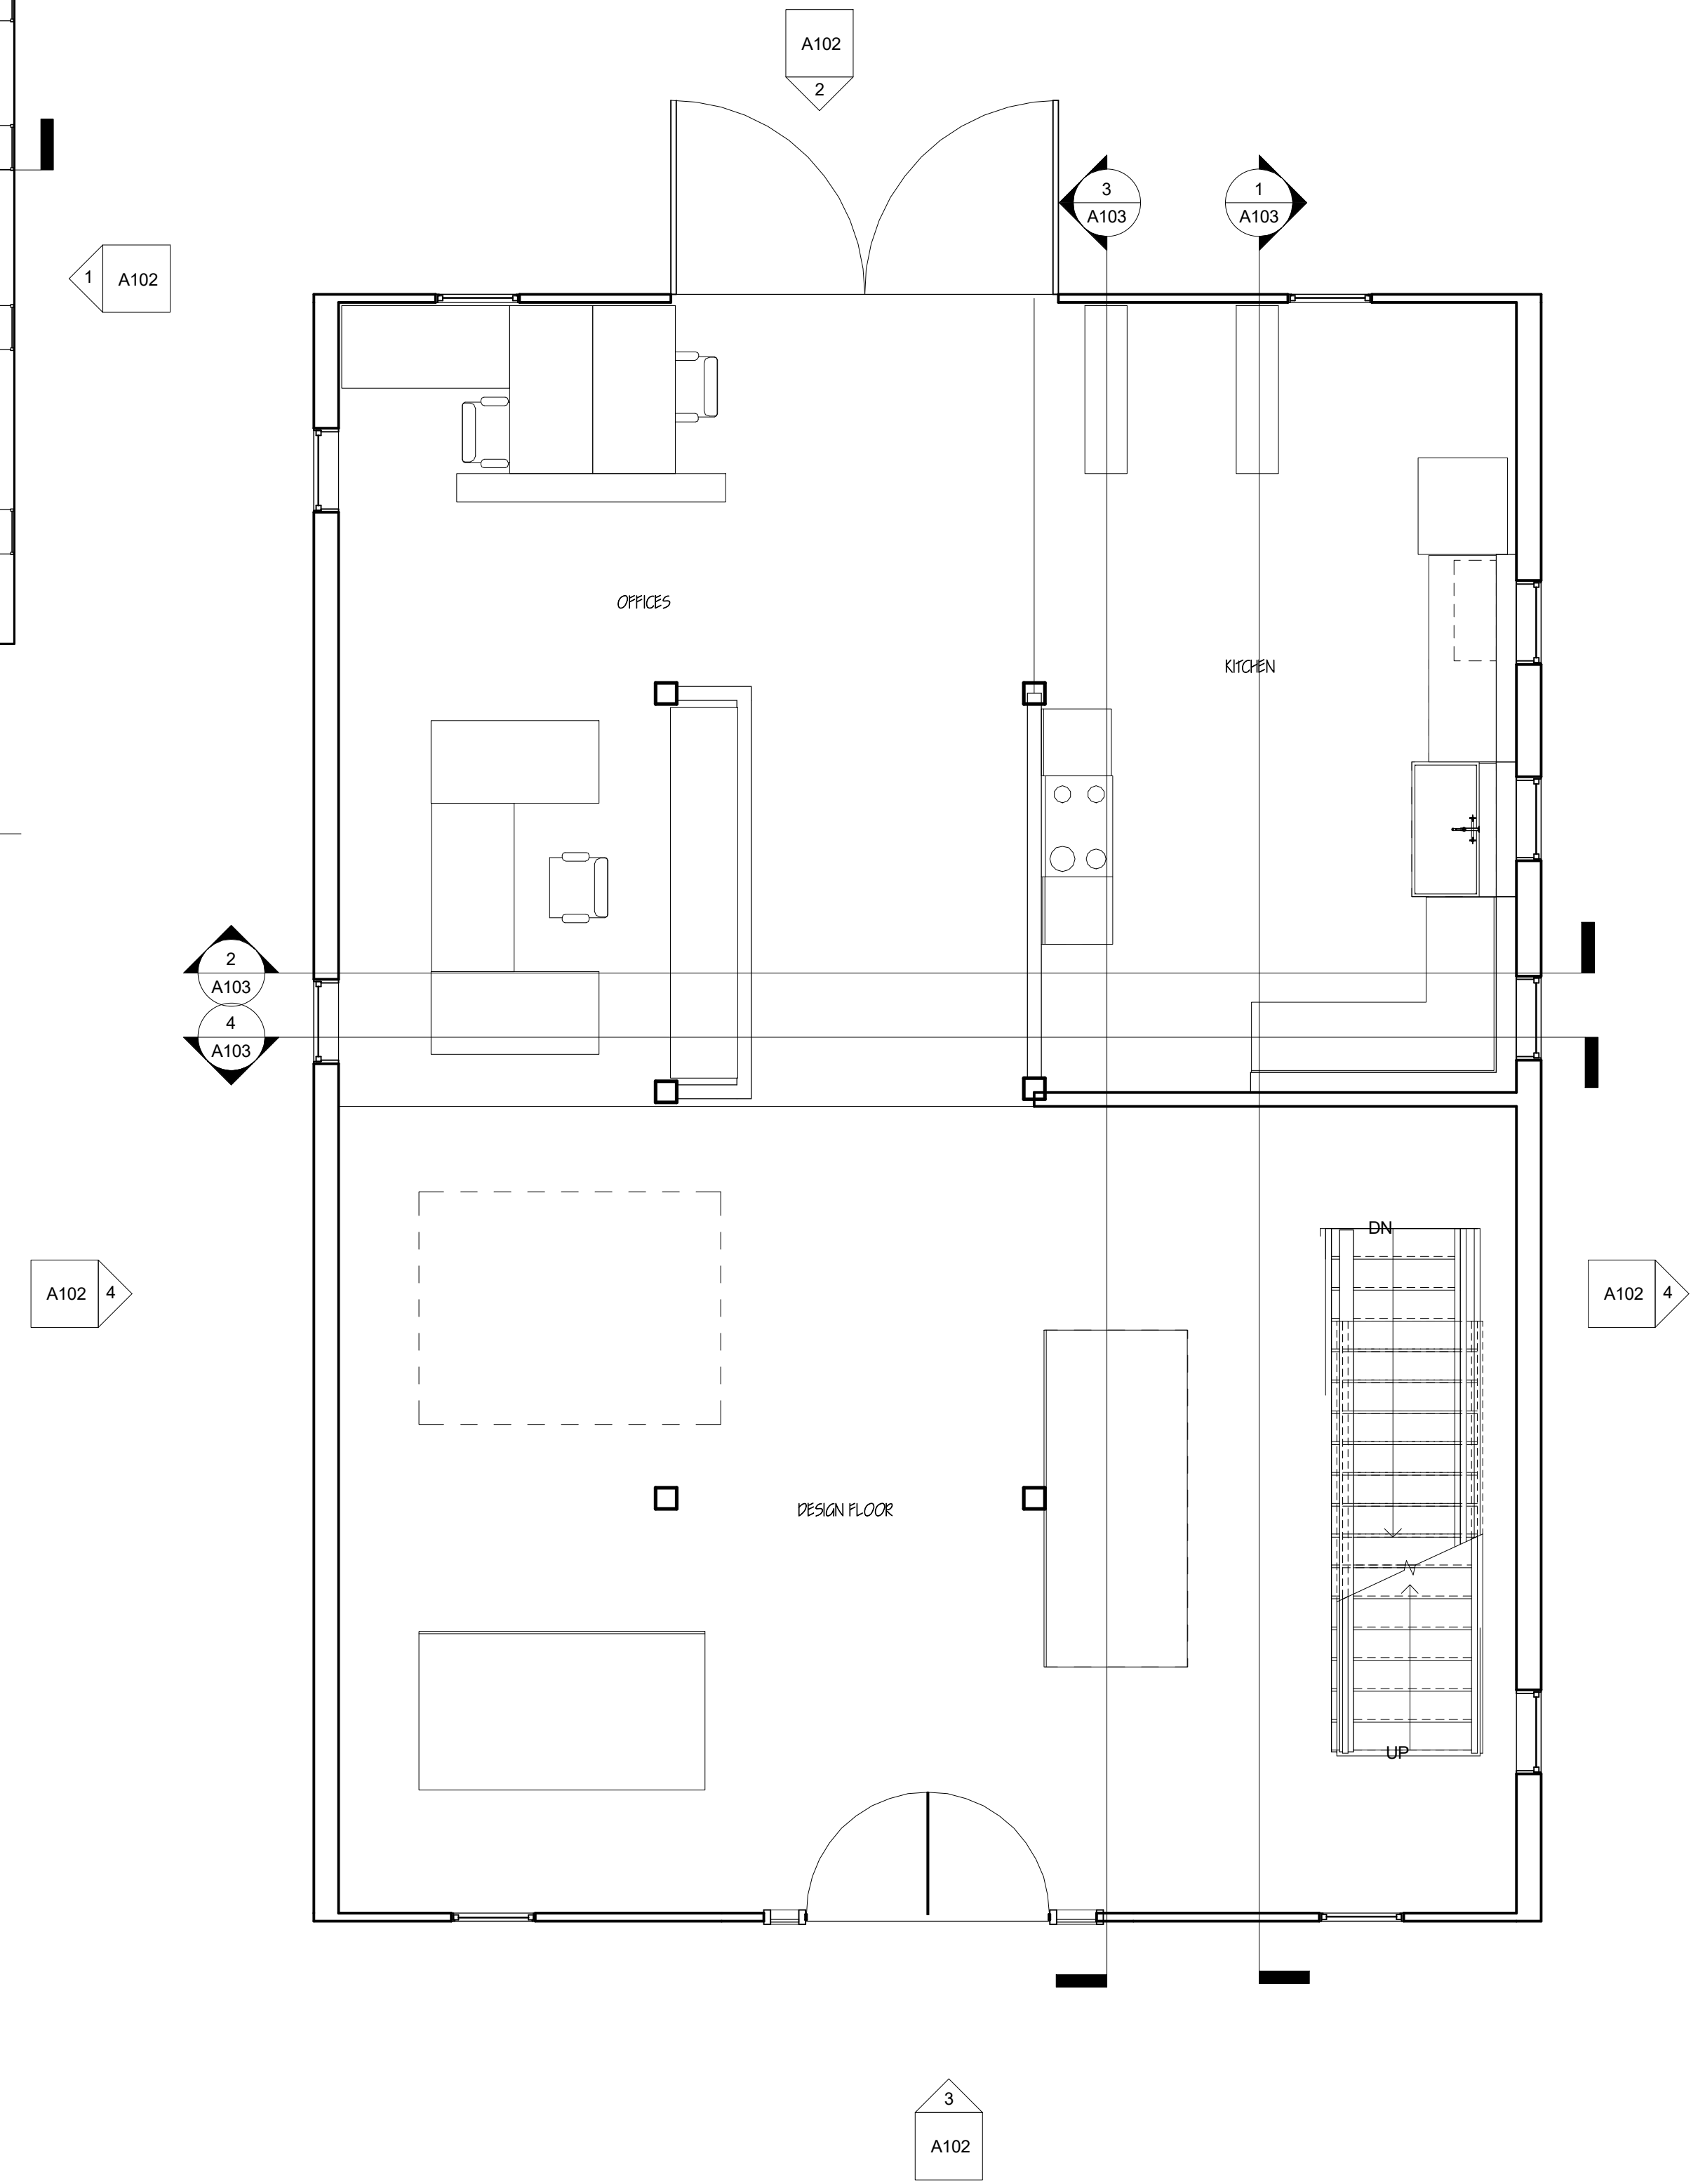 A102
2
3
A103
1
A103
1
A102
OFFICES
KITCHEN
2
A103
4
A103
DN
A102
4
A102
4
DESIGN FLOOR
UP
3
A102